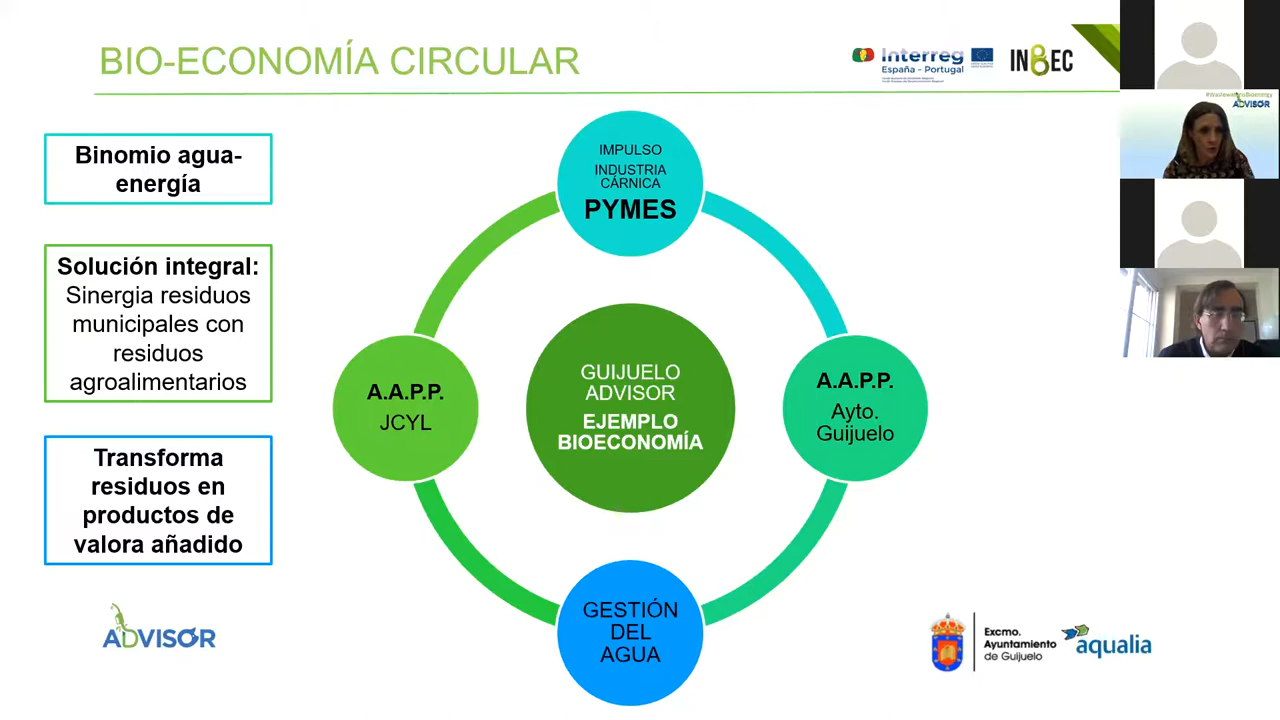 BIO-ECONOMÍA CIRCULAR
Interreg
España - Portugal
INBEC
#WastewaterisBioenergy
ADVISOR
Binomio agua-
energía
Solución integral:
Sinergia residuos
municipales con
residuos
agroalimentarios
Transforma
residuos en
productos de
valora añadido
IMPULSO
INDUSTRIA
CÁRNICA
PYMES
A.A.P.P.
JCYL
GUIJUELO
ADVISOR
EJEMPLO
BIOECONOMÍA
A.A.P.P.
Ayto.
Guijuelo
GESTIÓN
DEL
AGUA
ADVISOR
Excmo.
Ayuntamiento
de Guijuelo
aqualia